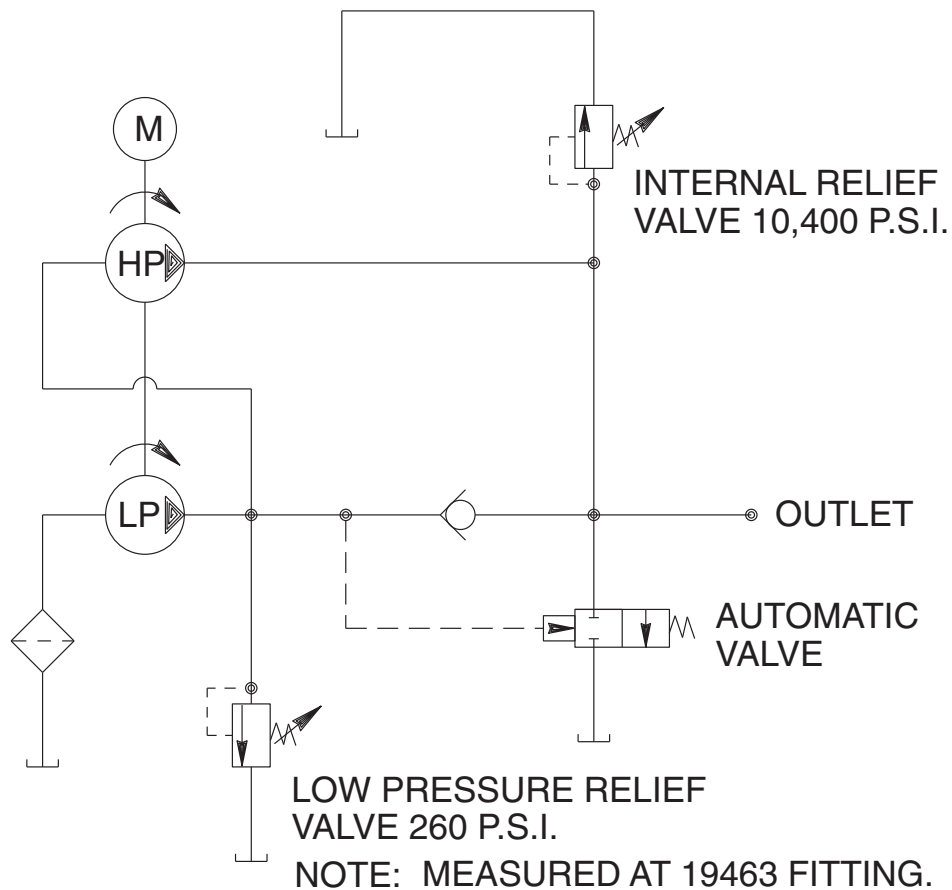 M
INTERNAL RELIEF
VALVE 10,400 P.S.I.
HP
LP
OUTLET
AUTOMATIC
VALVE
LOW PRESSURE RELIEF
VALVE 260 P.S.I.
NOTE: MEASURED AT 19463 FITTING.